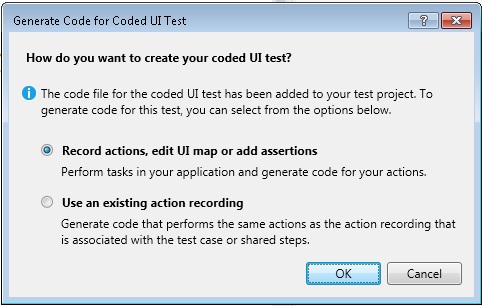 Generate Code for Coded UI Test
?
How do you want to create your coded UI test?
The code file for the coded UI test has been added to your test project. To
generate code for this test, you can select from the options below.
Record actions, edit UI map or add assertions
Perform tasks in your application and generate code for your actions.
Use an existing action recording
Generate code that performs the same actions as the action recording that
is associated with the test case or shared steps.
OK Cancel